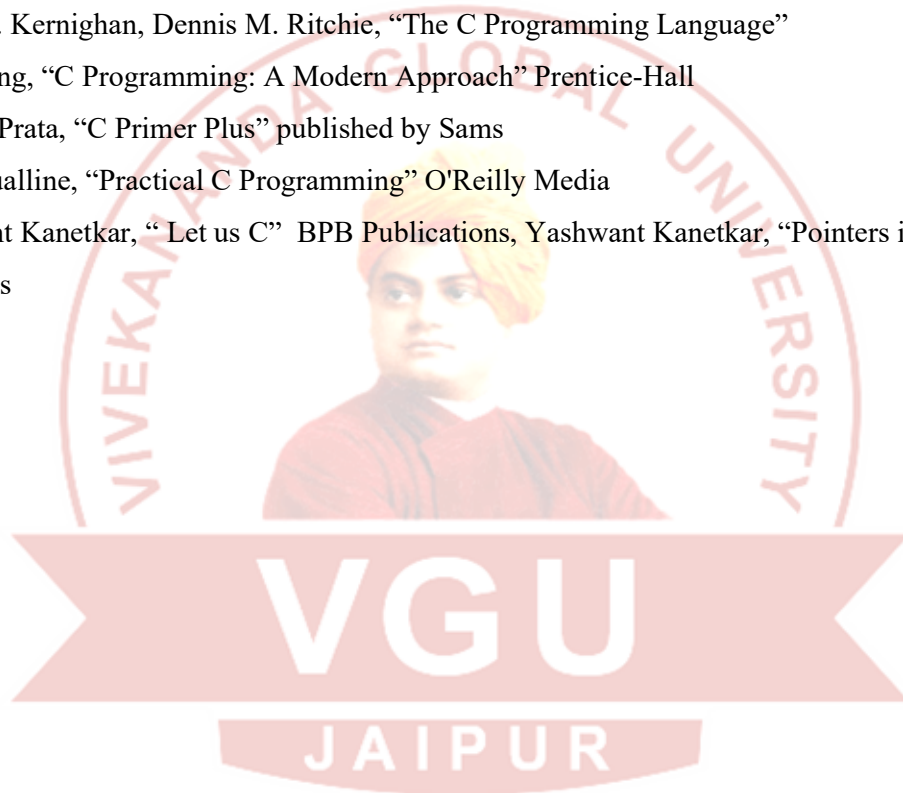 . Kernighan, Dennis M. Ritchie, “The C Programming Language”
ng, “C Programming: A Modern Approach” Prentice-Hall
Prata, “C Primer Plus” published by Sams
ualline, “Practical C Programming” O'Reilly Media
nt Kanetkar, “ Let us C”  BPB Publications, Yashwant Kanetkar, “Pointers i
s
VIVEKANANDA GLOBAL UNIVERSITY
VGU
JAIPUR